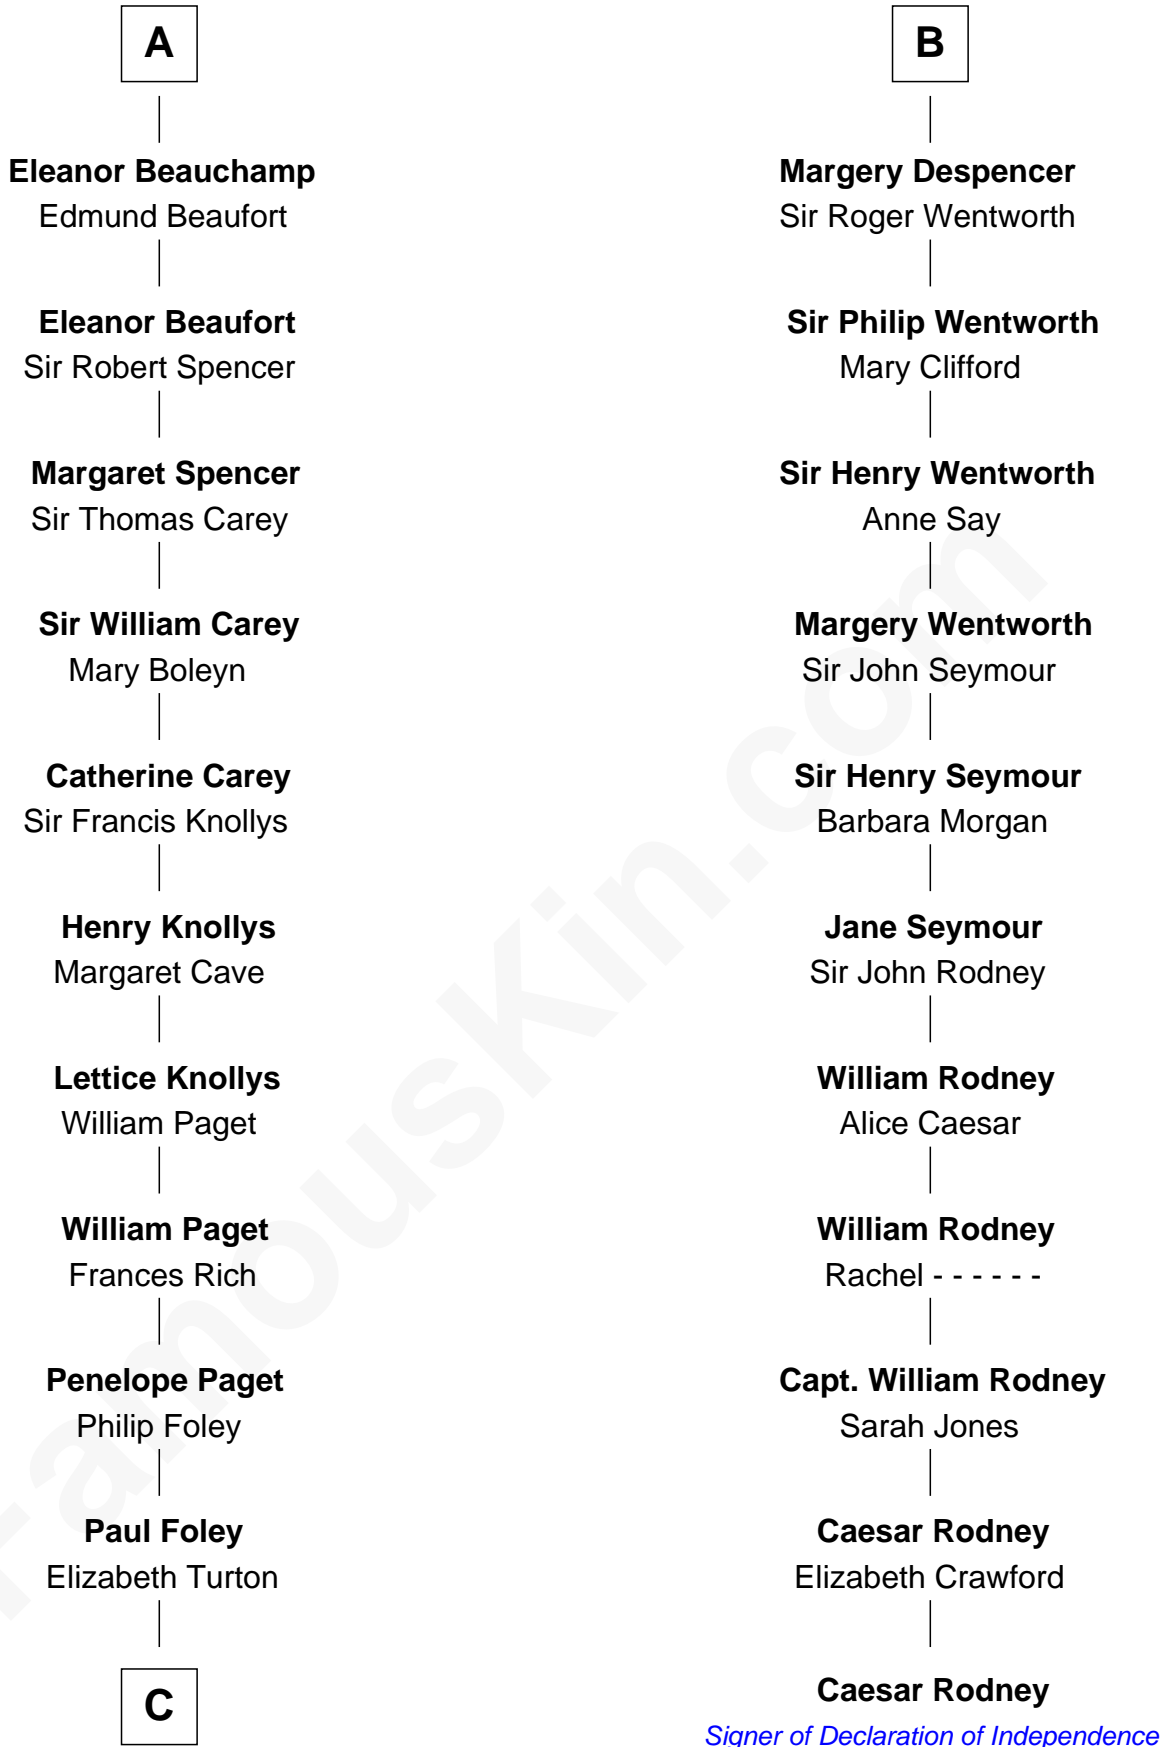 A
Eleanor Beauchamp
Edmund Beaufort
Eleanor Beaufort
Sir Robert Spencer
Margaret Spencer
Sir Thomas Carey
Sir William Carey
Mary Boleyn
Catherine Carey
Sir Francis Knollys
Henry Knollys
Margaret Cave
Lettice Knollys
William Paget
William Paget
Frances Rich
Penelope Paget
Philip Foley
Paul Foley
Elizabeth Turton
C
B
Margery Despencer
Sir Roger Wentworth
Sir Philip Wentworth
Mary Clifford
Sir Henry Wentworth
Anne Say
Margery Wentworth
Sir John Seymour
Sir Henry Seymour
Barbara Morgan
Jane Seymour
Sir John Rodney
William Rodney
Alice Caesar
William Rodney
Rachel - - - - - -
Capt. William Rodney
Sarah Jones
Caesar Rodney
Elizabeth Crawford
Caesar Rodney
Signer of Declaration of Independence
FamousKin.com